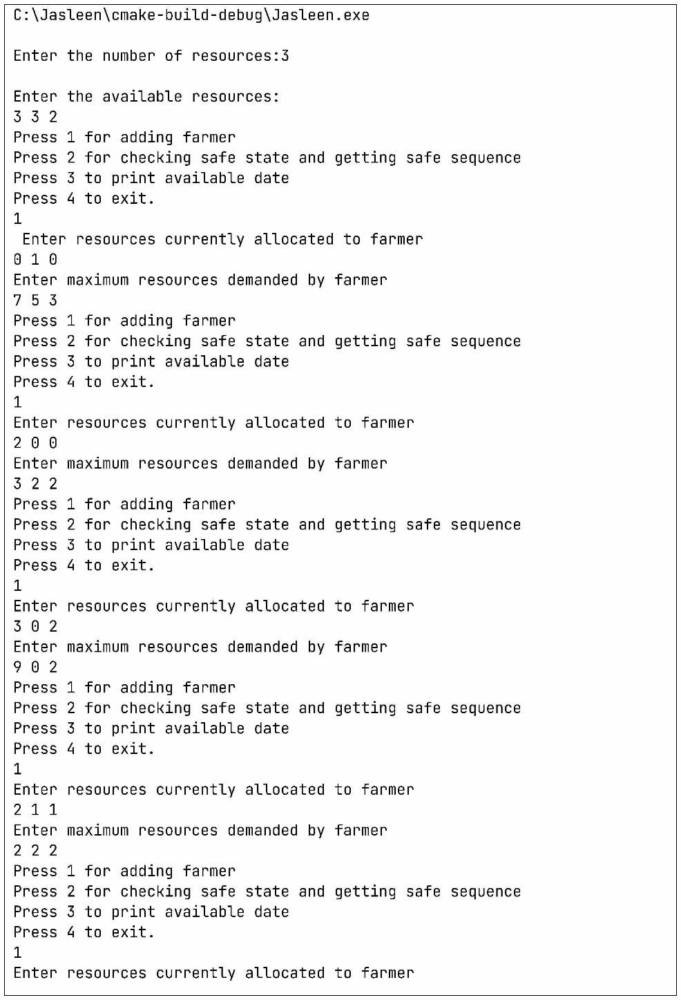 C:\Jasleen\cmake-build-debug\Jasleen.exe
Enter the number of resources:3
Enter the available resources:
3 3 2
Press 1 for adding farmer
Press 2 for checking safe state and getting safe sequence
Press 3 to print available date
Press 4 to exit.
1
Enter resources currently allocated to farmer
0 1 0
Enter maximum resources demanded by farmer
7 5 3
Press 1 for adding farmer
Press 2 for checking safe state and getting safe sequence
Press 3 to print available date
Press 4 to exit.
1
Enter resources currently allocated to farmer
2 0 0
Enter maximum resources demanded by farmer
3 2 2
Press 1 for adding farmer
Press 2 for checking safe state and getting safe sequence
Press 3 to print available date
Press 4 to exit.
1
Enter resources currently allocated to farmer
3 0 2
Enter maximum resources demanded by farmer
9 0 2
Press 1 for adding farmer
Press 2 for checking safe state and getting safe sequence
Press 3 to print available date
Press 4 to exit.
1
Enter resources currently allocated to farmer
2 1 1
Enter maximum resources demanded by farmer
2 2 2
Press 1 for adding farmer
Press 2 for checking safe state and getting safe sequence
Press 3 to print available date
Press 4 to exit.
1
Enter resources currently allocated to farmer